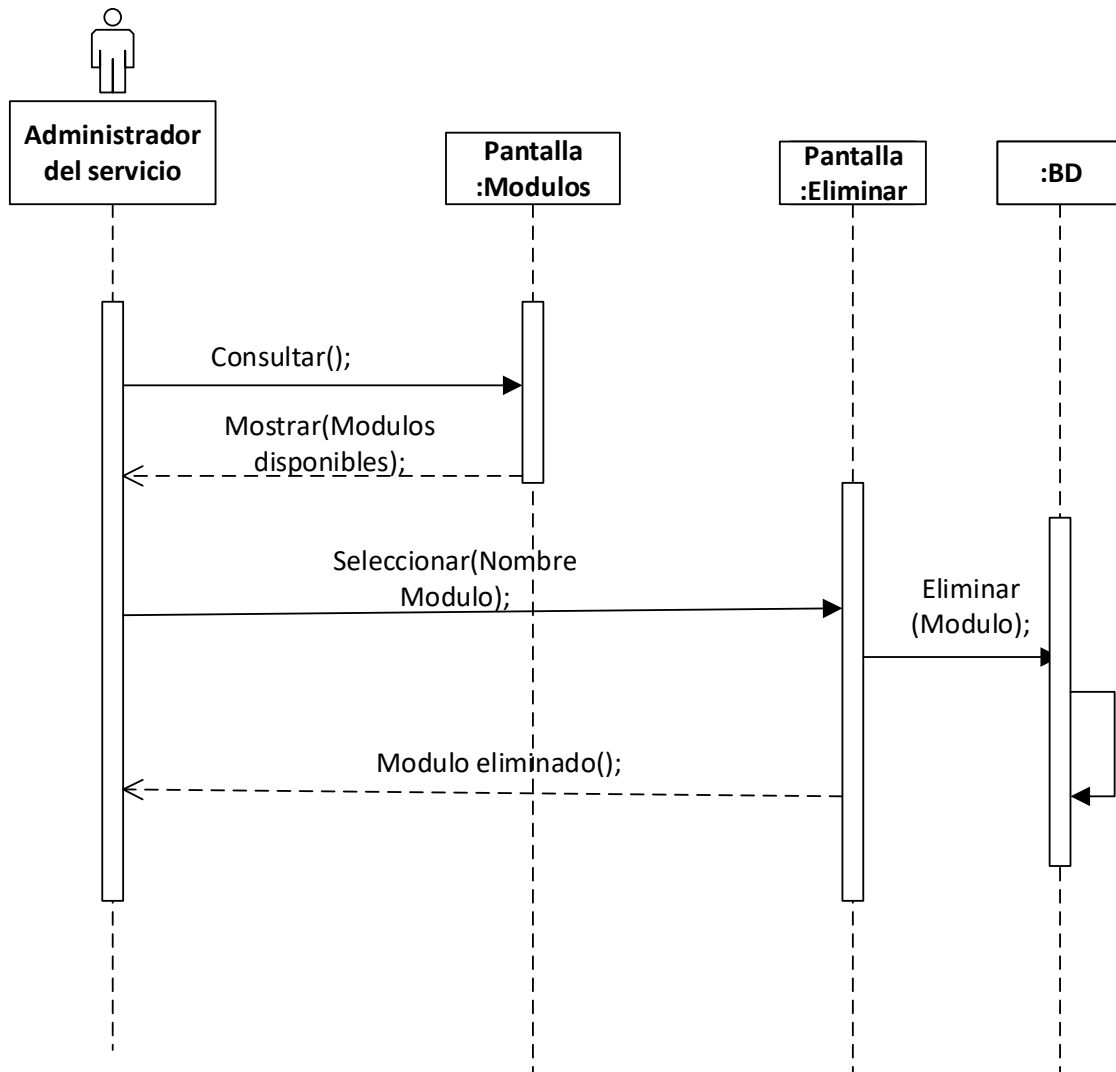 Administrador
del servicio
Pantalla
:Modulos
Pantalla
:Eliminar
:BD
Consultar();
Mostrar(Modulos
disponibles);
Seleccionar(Nombre
Modulo);
Eliminar
(Modulo);
Modulo eliminado();